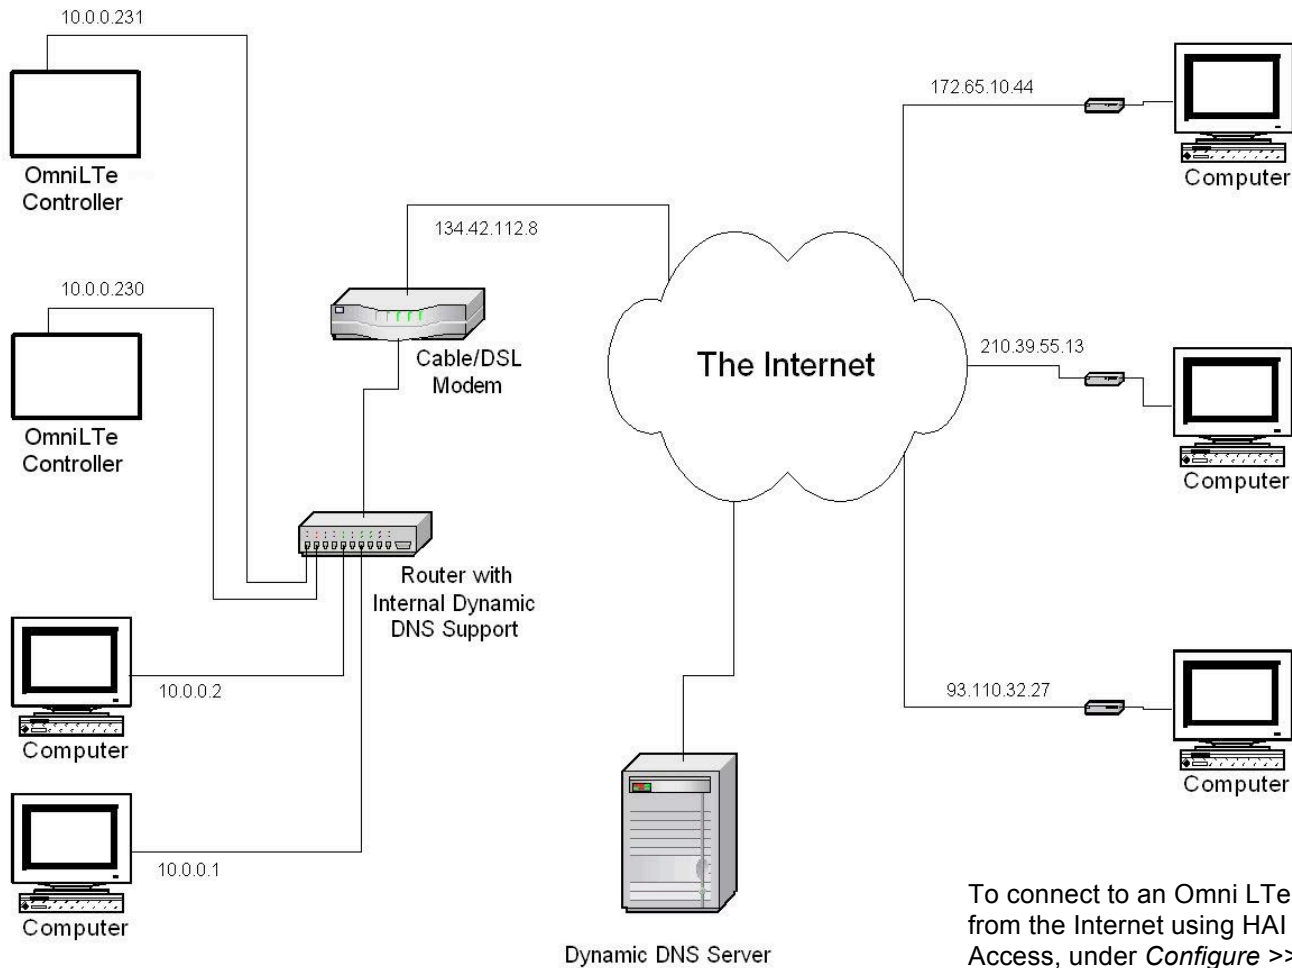 10.0.0.231
OmniLTe
Controller
10.0.0.230
OmniLTe
Controller
134.42.112.8
Cable/DSL
Modem
Router with
Internal Dynamic
DNS Support
10.0.0.2
Computer
10.0.0.1
Computer
The Internet
Dynamic DNS Server
172.65.10.44
Computer
210.39.55.13
Computer
93.110.32.27
Computer
To connect to an Omni LTe
from the Internet using HAI
Access, under Configure >>